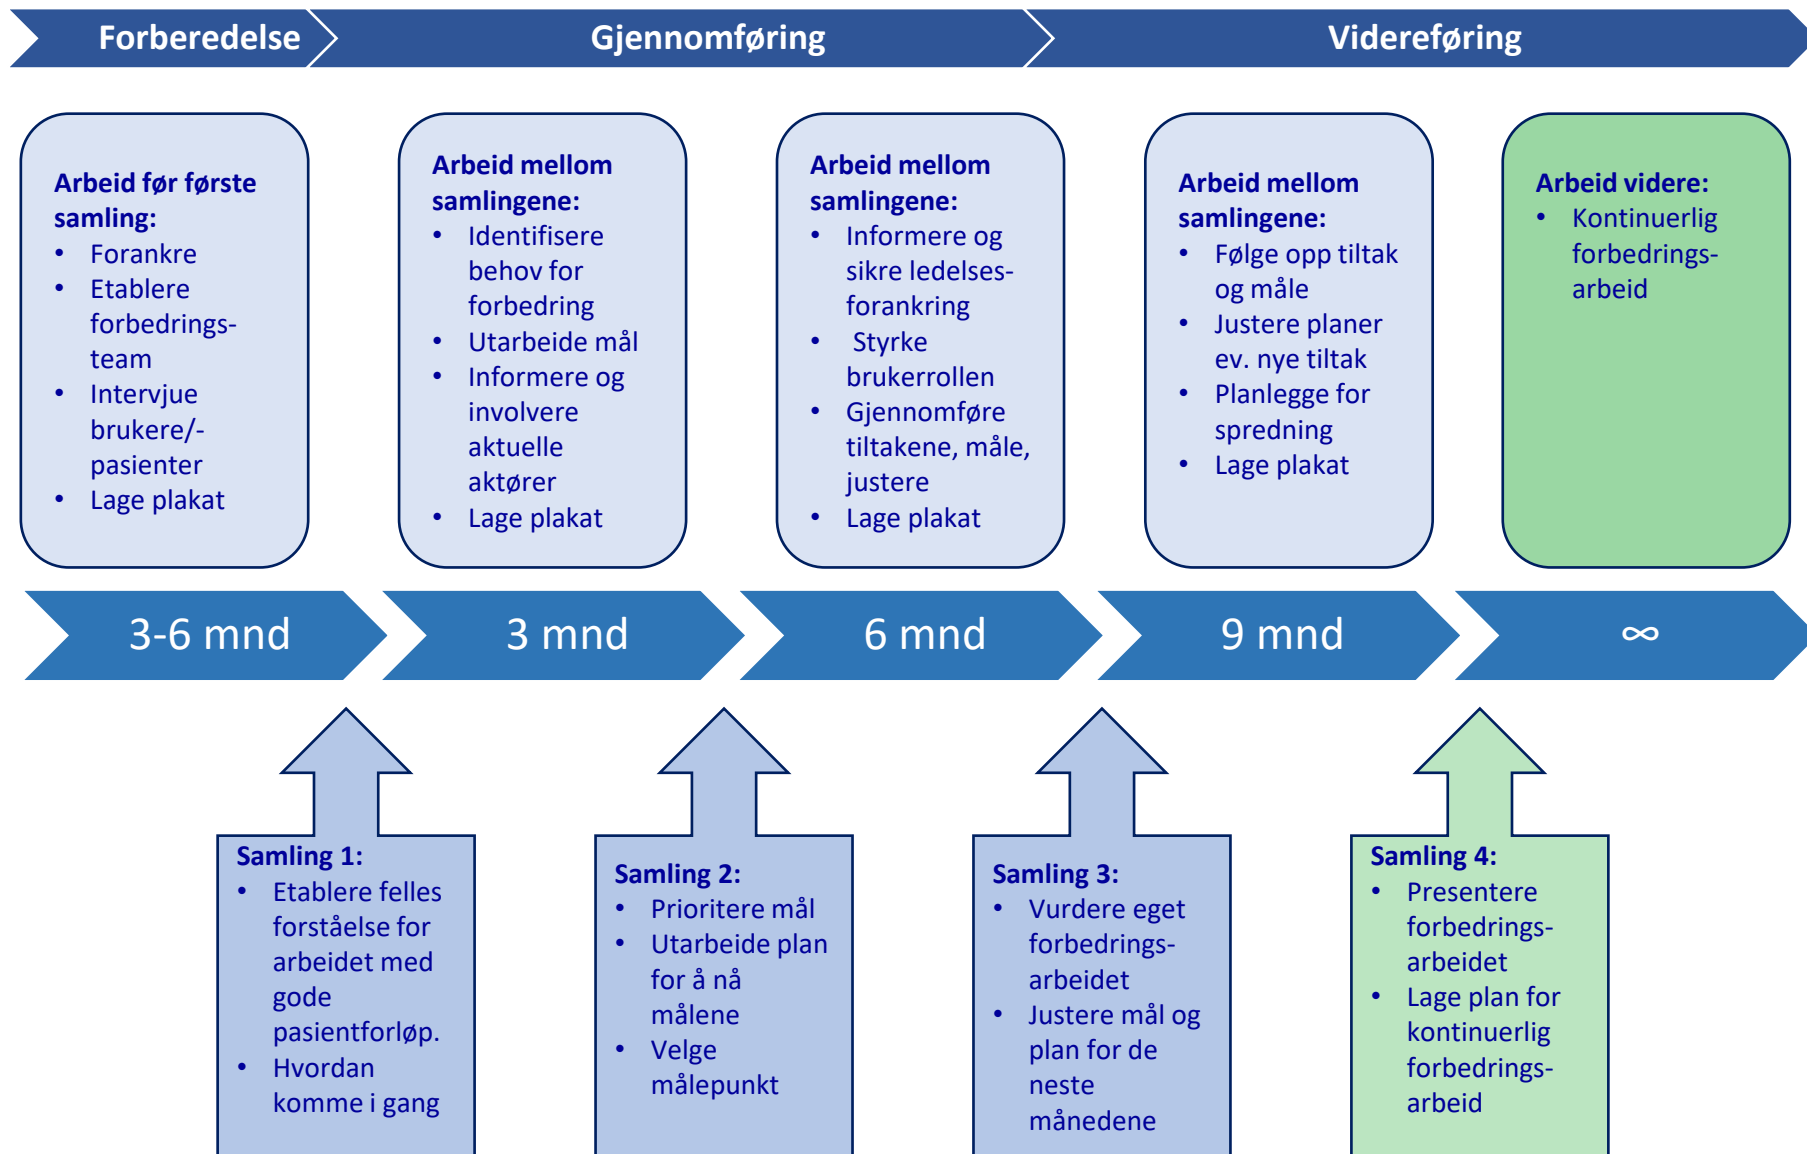 Forberedelse
Gjennomføring
Videreføring
Arbeid før første
samling:
• Forankre
• Etablere
forbedrings-
team
• Intervjue
brukere/-
pasienter
• Lage plakat
Arbeid mellom
samlingene:
• Identifisere
behov for
forbedring
• Utarbeide mål
• Informere og
involvere
aktuelle
aktører
• Lage plakat
Arbeid mellom
samlingene:
• Informere og
sikre ledelses-
forankring
• Styrke
brukerrollen
• Gjennomføre
tiltakene, måle,
justere
• Lage plakat
Arbeid mellom
samlingene:
• Følge opp tiltak
og måle
• Justere planer
ev. nye tiltak
• Planlegge for
spredning
• Lage plakat
Arbeid videre:
• Kontinuerlig
forbedrings-
arbeid
3-6 mnd
3 mnd
6 mnd
9 mnd
∞
Samling 1:
• Etablere felles
forståelse for
arbeidet med
gode
pasientforløp.
• Hvordan
komme i gang
Samling 2:
• Prioritere mål
• Utarbeide plan
for å nå
målene
• Velge
målepunkt
Samling 3:
• Vurdere eget
forbedrings-
arbeidet
• Justere mål og
plan for de
neste
månedene
Samling 4:
• Presentere
forbedrings-
arbeidet
• Lage plan for
kontinuerlig
forbedrings-
arbeid